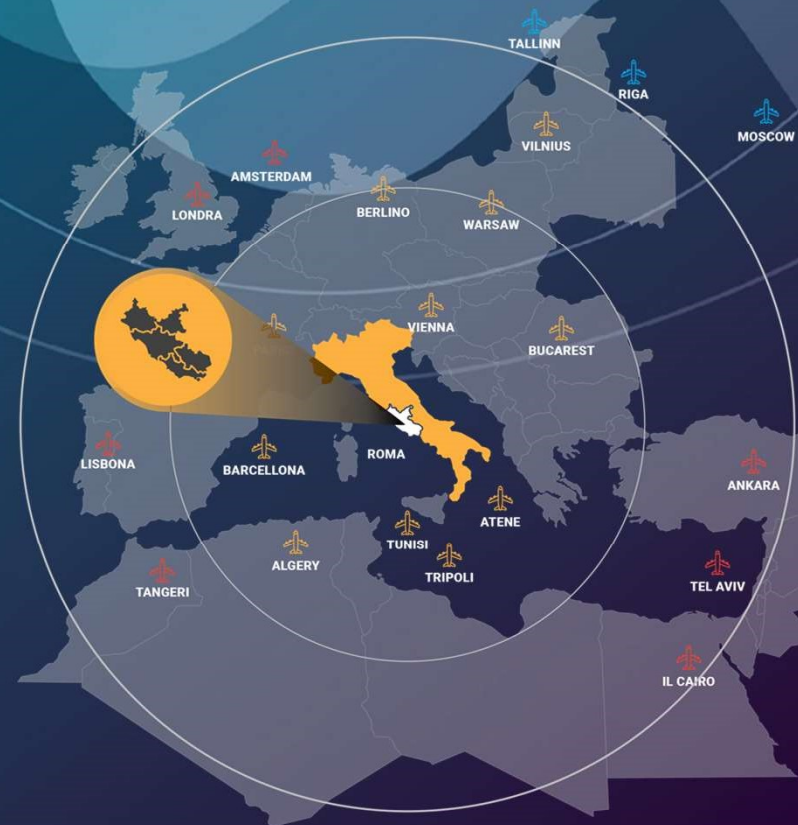 TALLINN
RIGA
MOSCOW
VILNIUS
AMSTERDAM
LONDRA
BERLINO
WARSAW
VIENNA
BUCAREST
LISBONA
BARCELLONA
ROMA
ANKARA
ATENE
TUNISI
ALGERY
TRIPOLI
TANGERI
TEL AVIV
IL CAIRO